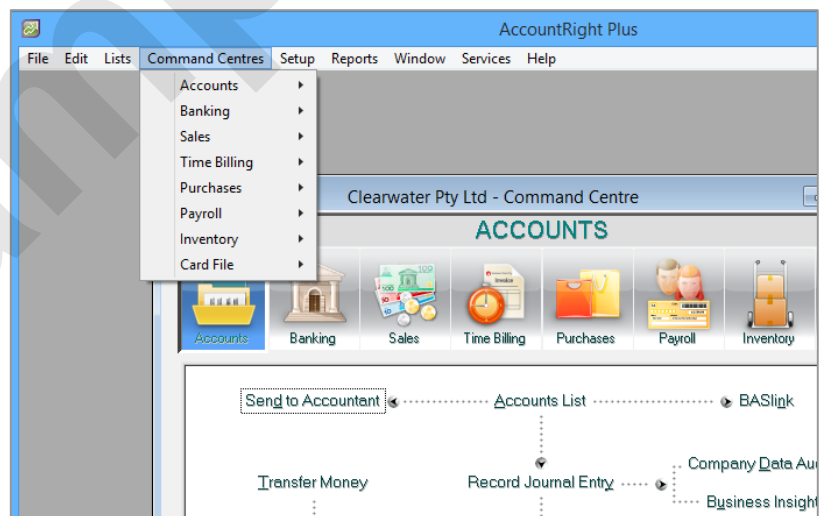 AccountRight Plus
File Edit Lists Command Centres Setup Reports Window Services Help
Accounts
Banking
Sales
Time Billing
Purchases
Payroll
Inventory
Card File
Clearwater Pty Ltd - Command Centre
ACCOUNTS
Accounts Banking Sales Time Billing Purchases Payroll Inventory
Send to Accountant Accounts List BASlink
Company Data Au
Transfer Money Record Journal Entry
Business Insight